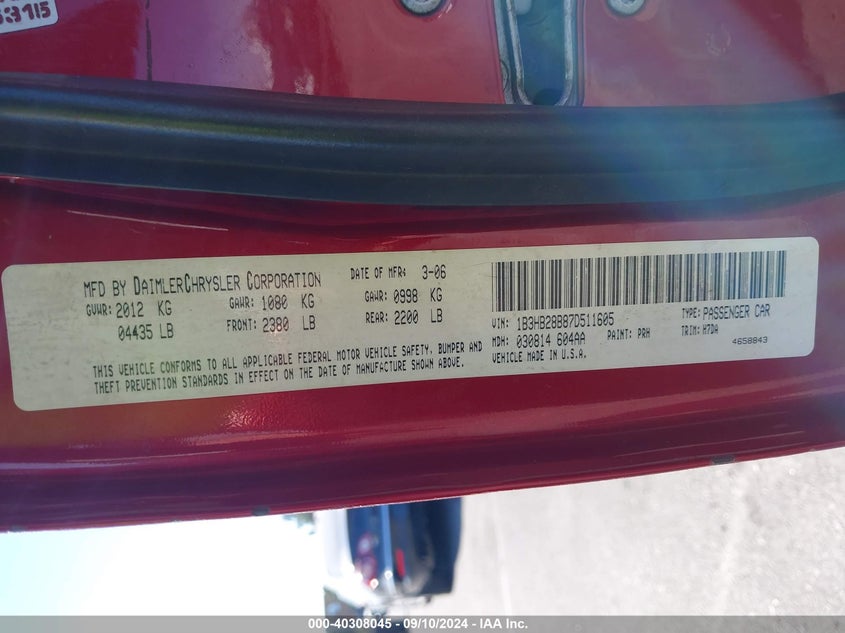 MFD BY DAIMLERCHRYSLER CORPORATION DATE OF MFR: 3-06
GVWR: 2012 KG GAWR: 1080 KG GAWR: 0998 KG
04435 LB FRONT: 2380 LB REAR: 2200 LB
THIS VEHICLE CONFORMS TO ALL APPLICABLE FEDERAL MOTOR VEHICLE SAFETY, BUMPER AND
THEFT PREVENTION STANDARDS IN EFFECT ON THE DATE OF MANUFACTURE SHOWN ABOVE.
VIN: 1B3HB28B87D511605 TYPE: PASSENGER CAR
MDH: 030814 604AA PAINT: PRH TRIM: H7DA
VEHICLE MADE IN U.S.A. 4658843
000-40308045 - 09/10/2024 - IAA Inc.